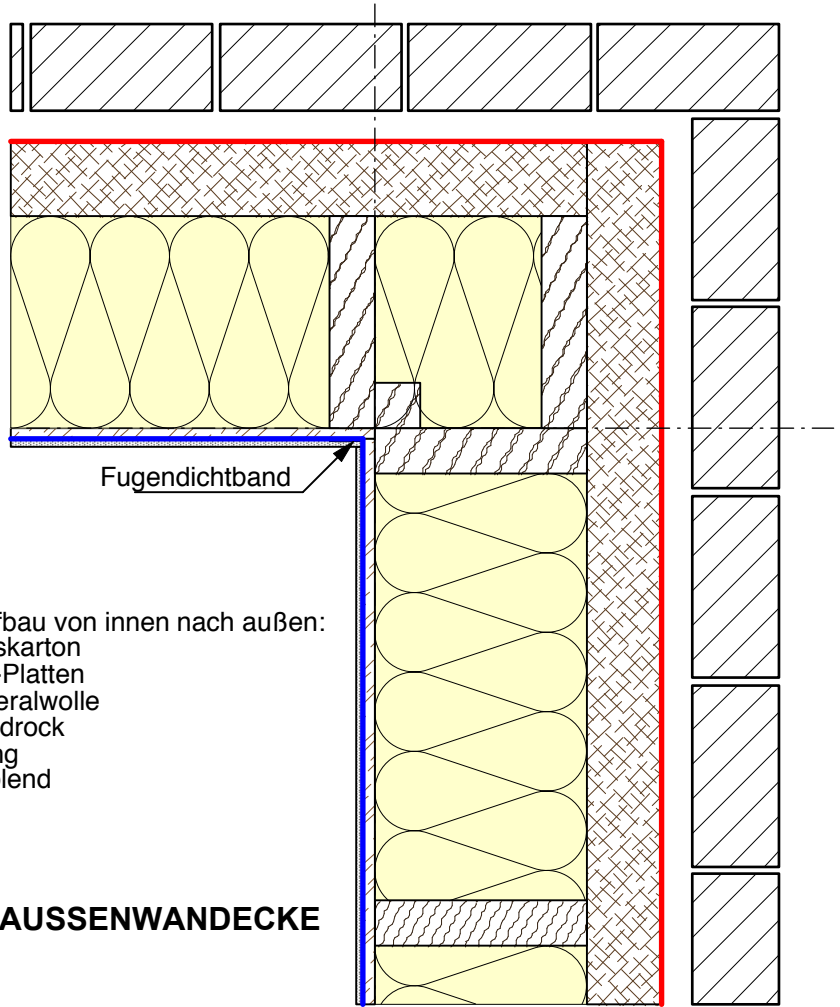 Fugendichtband
fbau von innen nach außen:
skarton
-Platten
eralwolle
drock
ng
lend
AUSSENWANDECKE